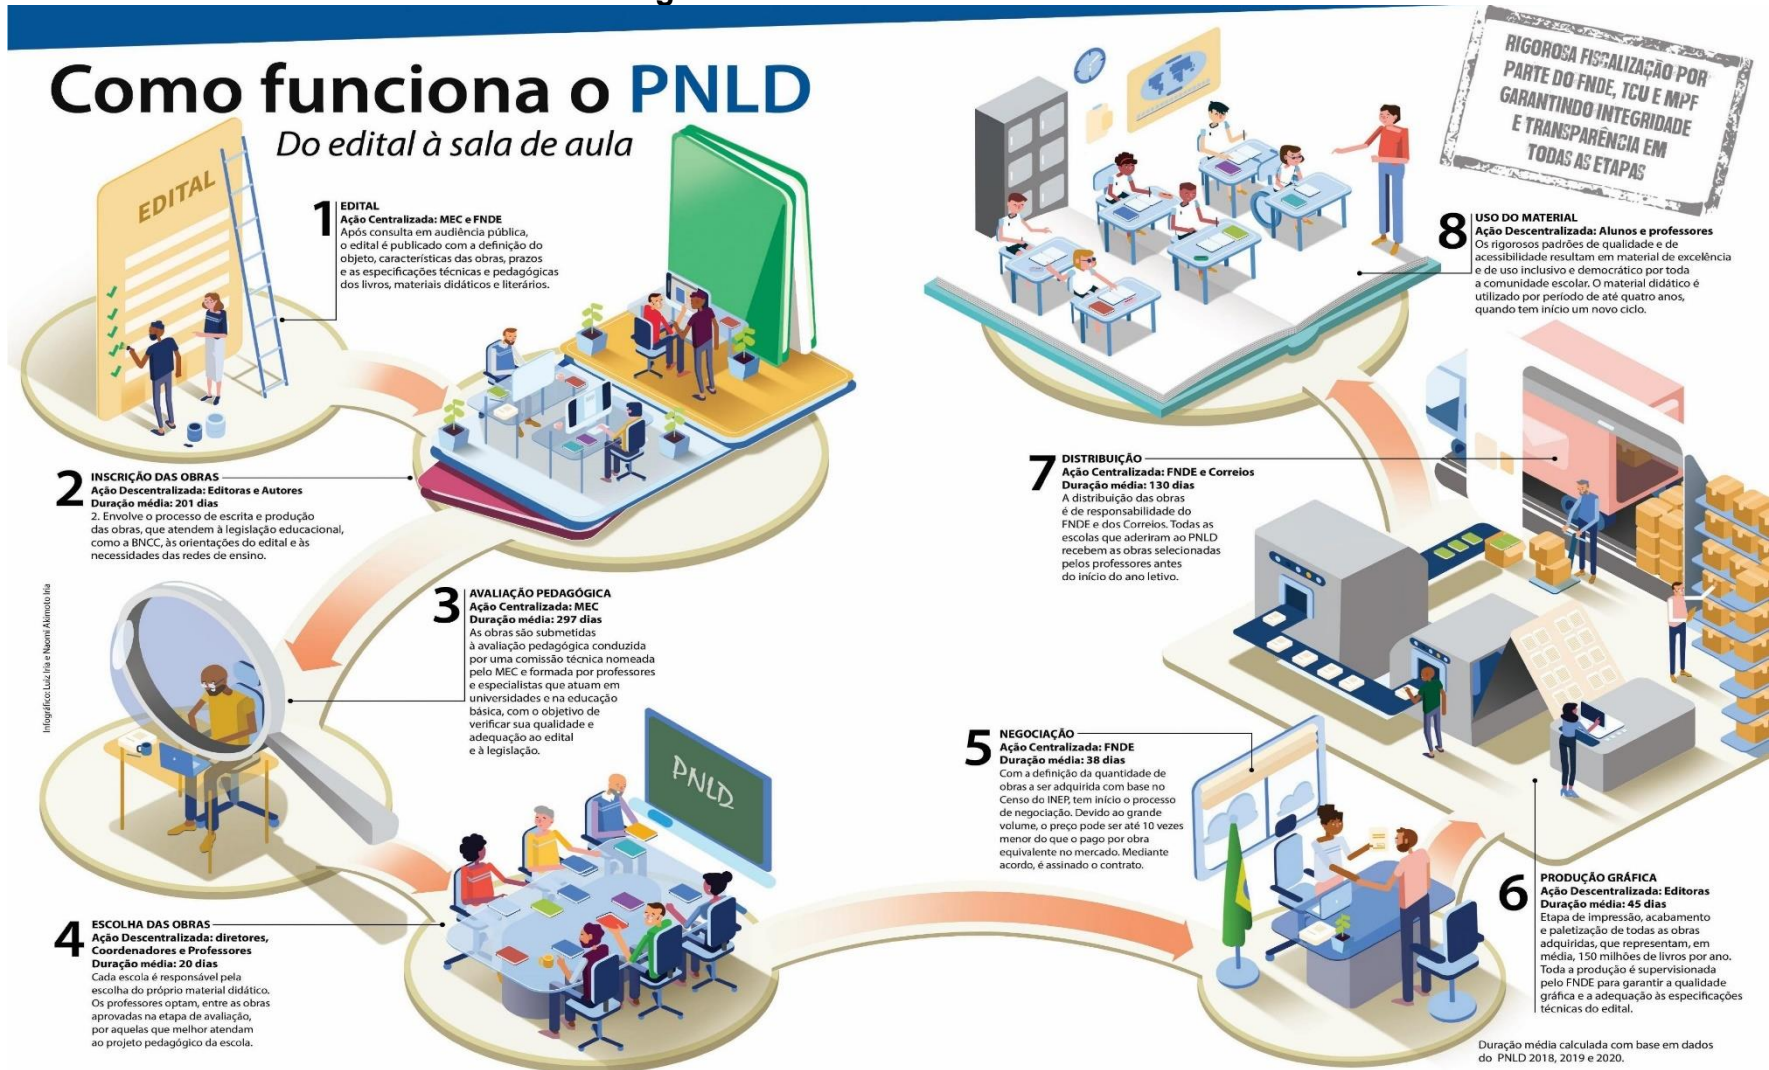 Como funciona o PNLD
Do edital à sala de aula
EDITAL
1
EDITAL
Ação Centralizada: MEC e FNDE
Após consulta em audiência pública,
o edital é publicado com a definição do
objeto, características das obras, prazos
e as especificações técnicas e pedagógicas
dos livros, materiais didáticos e literários.
2
INSCRIÇÃO DAS OBRAS
Ação Descentralizada: Editoras e Autores
Duração média: 201 dias
2. Envolve o processo de escrita e produção
das obras, que atendem à legislação educacional,
como a BNCC, às orientações do edital e às
necessidades das redes de ensino.
3
AVALIAÇÃO PEDAGÓGICA
Ação Centralizada: MEC
Duração média: 297 dias
As obras são submetidas
à avaliação pedagógica conduzida
por uma comissão técnica nomeada
pelo MEC e formada por professores
e especialistas que atuam em
universidades e na educação
básica, com o objetivo de
verificar sua qualidade e
adequação ao edital
e à legislação.
Infográfico: Luiz Iria e Naomi Akimoto Iria
PNLD
4
ESCOLHA DAS OBRAS
Ação Descentralizada: diretores,
Coordenadores e Professores
Duração média: 20 dias
Cada escola é responsável pela
escolha do próprio material didático.
Os professores optam, entre as obras
aprovadas na etapa de avaliação,
por aquelas que melhor atendam
ao projeto pedagógico da escola.
5
NEGOCIAÇÃO
Ação Centralizada: FNDE
Duração média: 38 dias
Com a definição da quantidade de
obras a ser adquirida com base no
Censo do INEP, tem início o processo
de negociação. Devido ao grande
volume, o preço pode ser até 10 vezes
menor do que o pago por obra
equivalente no mercado. Mediante
acordo, é assinado o contrato.
6
PRODUÇÃO GRÁFICA
Ação Descentralizada: Editoras
Duração média: 45 dias
Etapa de impressão, acabamento
e paletização de todas as obras
adquiridas, que representam, em
média, 150 milhões de livros por ano.
Toda a produção é supervisionada
pelo FNDE para garantir a qualidade
gráfica e a adequação às especificações
técnicas do edital.
7
DISTRIBUIÇÃO
Ação Centralizada: FNDE e Correios
Duração média: 130 dias
A distribuição das obras
é de responsabilidade do
FNDE e dos Correios. Todas as
escolas que aderiram ao PNLD
recebem as obras selecionadas
pelos professores antes
do início do ano letivo.
8
USO DO MATERIAL
Ação Descentralizada: Alunos e professores
Os rigorosos padrões de qualidade e de
acessibilidade resultam em material de excelência
e de uso inclusivo e democrático por toda
a comunidade escolar. O material didático é
utilizado por período de até quatro anos,
quando tem início um novo ciclo.
RIGOROSA FISCALIZAÇÃO POR
PARTE DO FNDE, TCU E MPF
GARANTINDO INTEGRIDADE
E TRANSPARÊNCIA EM
TODAS AS ETAPAS
Duração média calculada com base em dados
do PNLD 2018, 2019 e 2020.